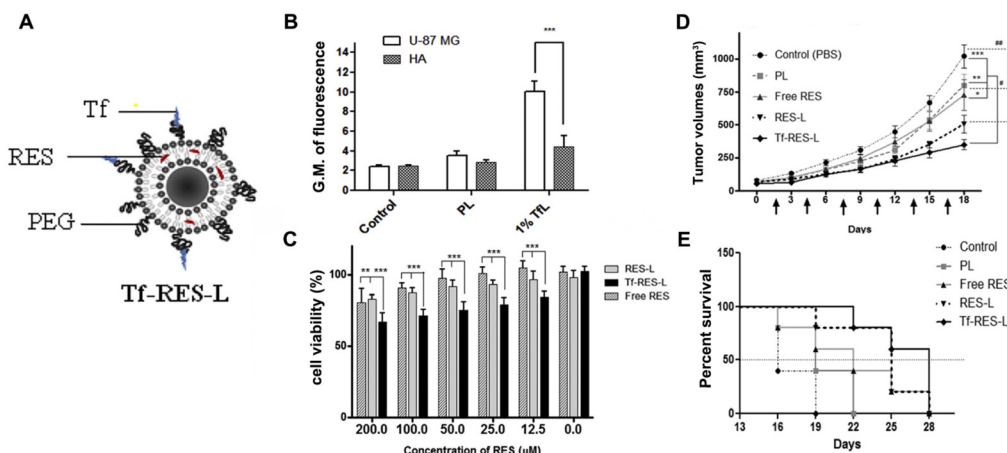 A
Tf
RES
PEG
Tf-RES-L
B
U-87 MG
HA
***
G.M. of fluorescence
14
12
10
8
6
4
2
0
Control
PL
1% TfL
C
cell viability (%)
100
50
0
** *** *** *** *** ***
RES-L
Tf-RES-L
Free RES
200.0 100.0 50.0 25.0 12.5 0.0
Concentration of RES (μM)
D
Tumor volumes (mm³)
1000
750
500
250
0
Control (PBS)
PL
Free RES
RES-L
Tf-RES-L
##
***
**
#
*
0 3 6 9 12 15 18
Days
E
Percent survival
150
100
50
0
Control
PL
Free RES
RES-L
Tf-RES-L
13 16 19 22 25 28
Days